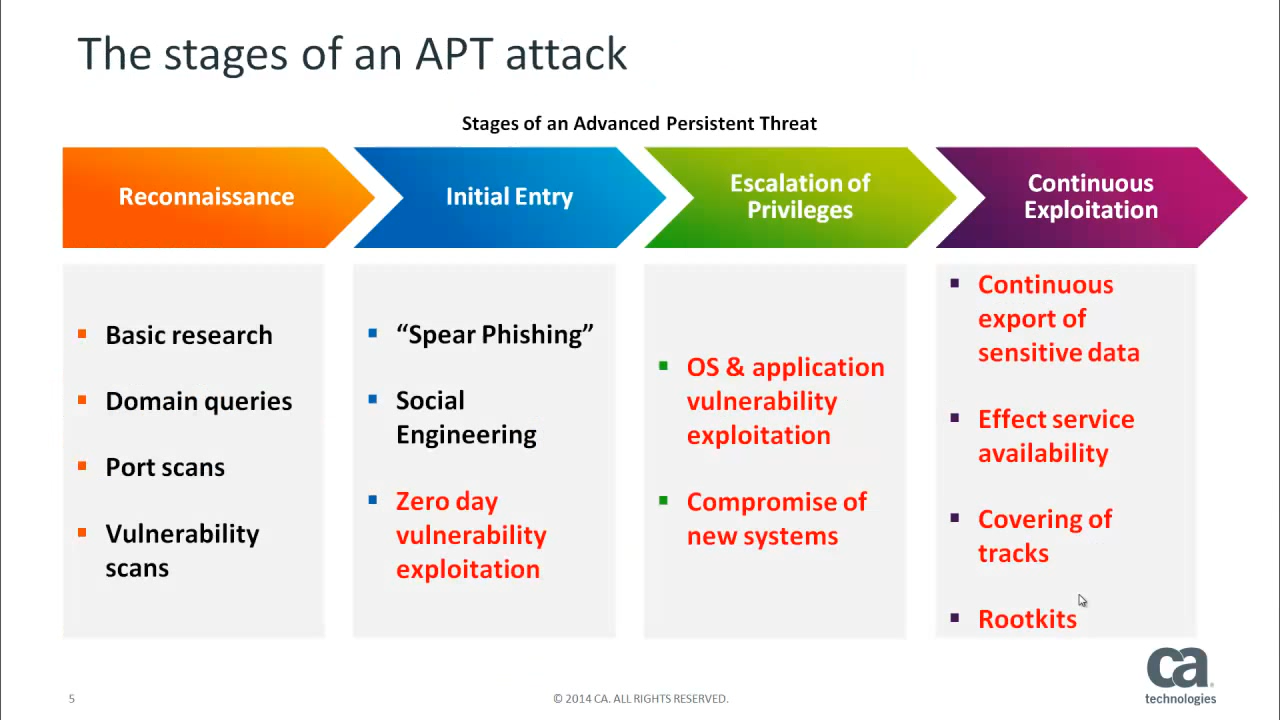 The stages of an APT attack
Stages of an Advanced Persistent Threat
Reconnaissance
Initial Entry
Escalation of
Privileges
Continuous
Exploitation
Basic research
Domain queries
Port scans
Vulnerability
scans
“Spear Phishing”
Social
Engineering
Zero day
vulnerability
exploitation
OS & application
vulnerability
exploitation
Compromise of
new systems
Continuous
export of
sensitive data
Effect service
availability
Covering of
tracks
Rootkits
5
© 2014 CA. ALL RIGHTS RESERVED.
ca
technologies